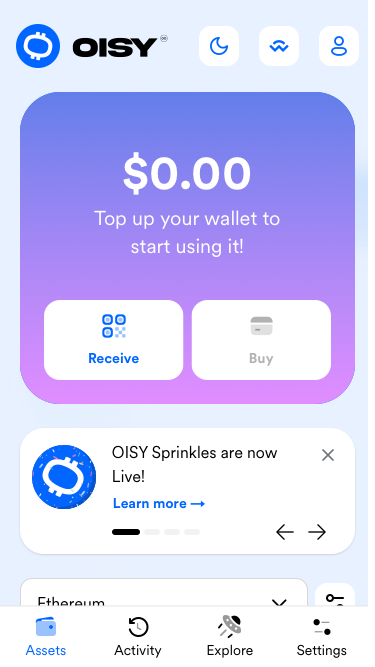 OISY
$0.00
Top up your wallet to
start using it!
Receive
Buy
OISY Sprinkles are now
Live!
Learn more →
Ethereum
Assets
Activity
Explore
Settings